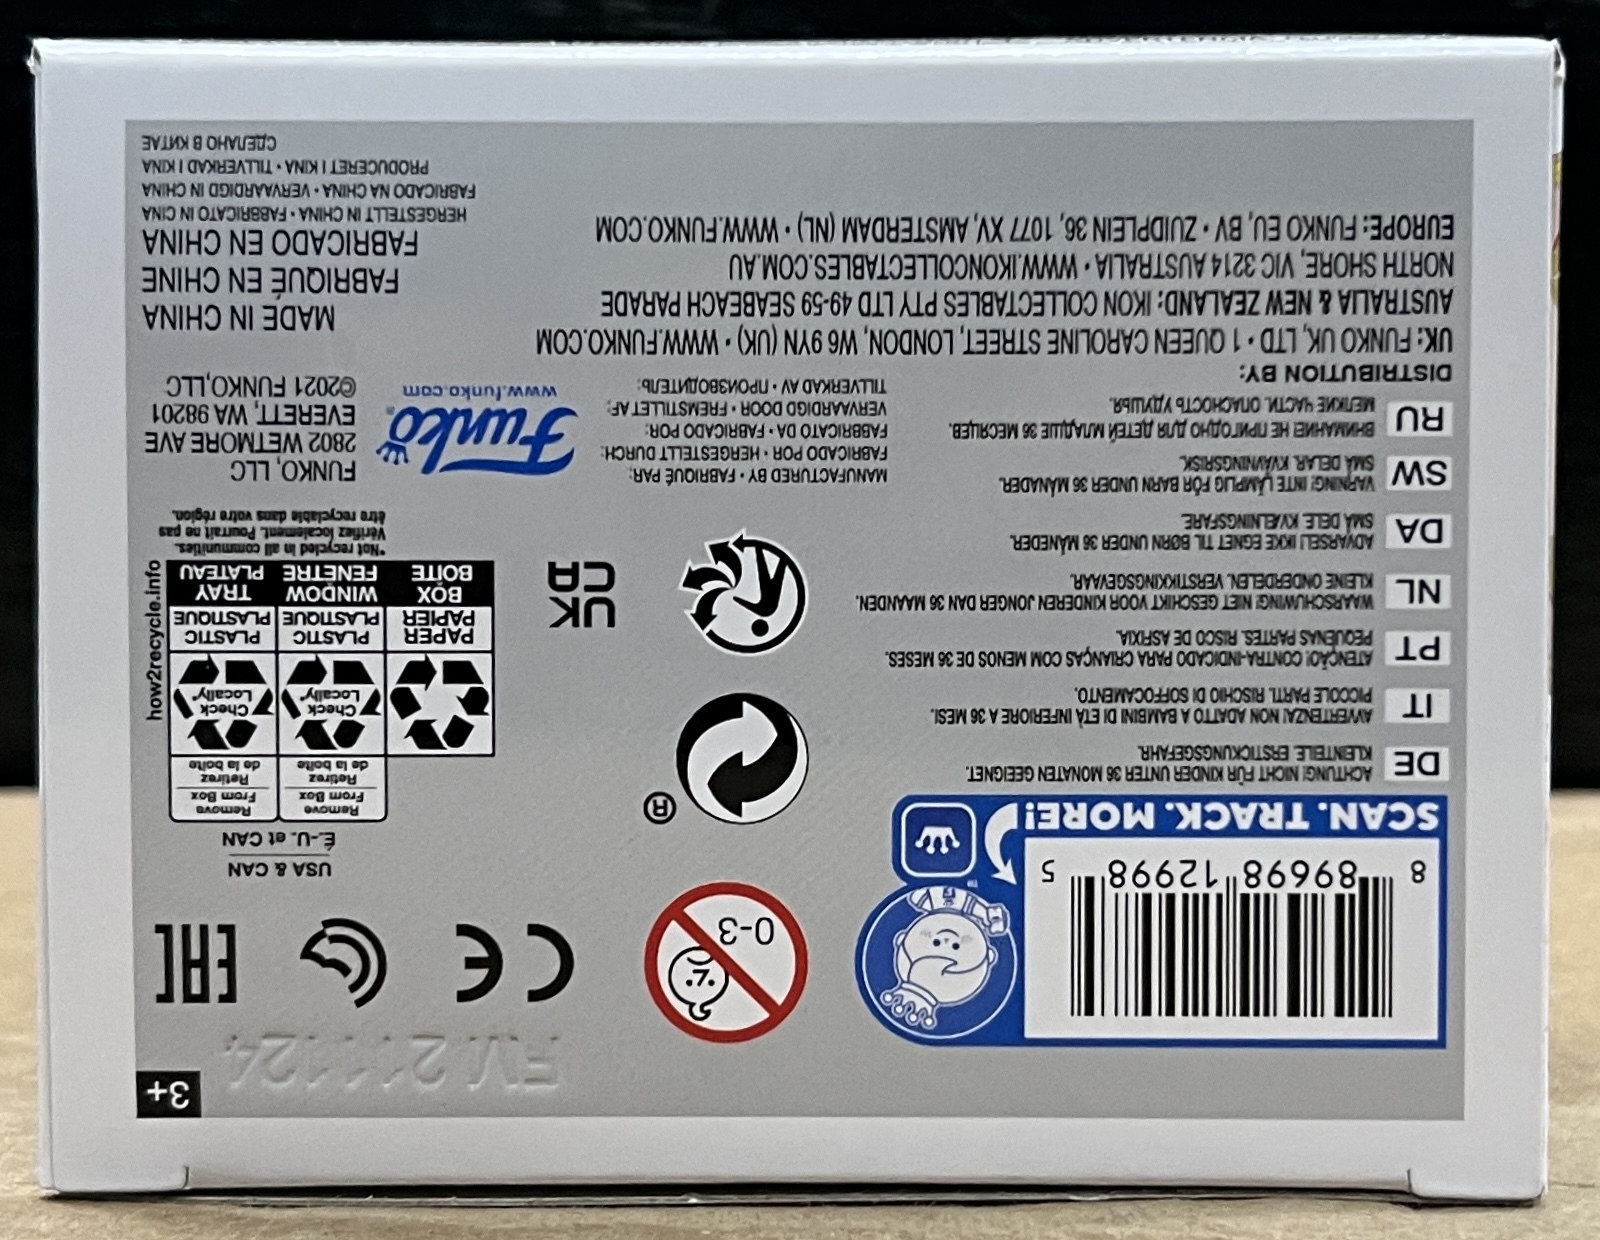 3+
FM 211124
8 89698 12998 5
SCAN. TRACK. MORE!
TM
0-3
CE
EAC
USA & CAN
É.-U. et CAN
Remove
From Box
Retirez
de la boîte
Remove
From Box
Retirez
de la boîte
Check
Locally*
Check
Locally*
PAPER
PAPIER
PLASTIC
PLASTIQUE
PLASTIC
PLASTIQUE
BOX
BOÎTE
WINDOW
FENÊTRE
TRAY
PLATEAU
how2recycle.info
*Not recycled in all communities.
Vérifiez localement. Pourrait ne pas
être recyclable dans votre région.
®
UK
CA
DE
ACHTUNG! NICHT FÜR KINDER UNTER 36 MONATEN GEEIGNET.
KLEINTEILE. ERSTICKUNGSGEFAHR.
IT
AVVERTENZA! NON ADATTO A BAMBINI DI ETÀ INFERIORE A 36 MESI.
PICCOLE PARTI. RISCHIO DI SOFFOCAMENTO.
PT
ATENÇÃO! CONTRA-INDICADO PARA CRIANÇAS COM MENOS DE 36 MESES.
PEQUENAS PARTES. RISCO DE ASFIXIA.
NL
WAARSCHUWING! NIET GESCHIKT VOOR KINDEREN JONGER DAN 36 MAANDEN.
KLEINE ONDERDELEN. VERSTIKKINGSGEVAAR.
DA
ADVARSEL! IKKE EGNET TIL BØRN UNDER 36 MÅNEDER.
SMÅ DELE. KVÆLNINGSFARE.
SW
VARNING! INTE LÄMPLIG FÖR BARN UNDER 36 MÅNADER.
SMÅ DELAR. KVÄVNINGSRISK.
RU
ВНИМАНИЕ! НЕ ПРИГОДНО ДЛЯ ДЕТЕЙ МЛАДШЕ 36 МЕСЯЦЕВ.
МЕЛКИЕ ЧАСТИ. ОПАСНОСТЬ УДУШЬЯ.
MANUFACTURED BY • FABRIQUÉ PAR:
FABRICADO POR • HERGESTELLT DURCH:
FABBRICATO DA • FABRICADO POR:
VERVAARDIGD DOOR • FREMSTILLET AF:
TILLVERKAD AV • ПРОИЗВОДИТЕЛЬ:
Funko®
www.funko.com
FUNKO, LLC
2802 WETMORE AVE
EVERETT, WA 98201
©2021 FUNKO,LLC
DISTRIBUTION BY:
UK: FUNKO UK, LTD • 1 QUEEN CAROLINE STREET, LONDON, W6 9YN (UK) • WWW.FUNKO.COM
AUSTRALIA & NEW ZEALAND: IKON COLLECTABLES PTY LTD 49-59 SEABEACH PARADE
NORTH SHORE, VIC 3214 AUSTRALIA • WWW.IKONCOLLECTABLES.COM.AU
EUROPE: FUNKO EU, BV • ZUIDPLEIN 36, 1077 XV, AMSTERDAM (NL) • WWW.FUNKO.COM
MADE IN CHINA
FABRIQUÉ EN CHINE
FABRICADO EN CHINA
HERGESTELLT IN CHINA • FABBRICATO IN CINA
FABRICADO NA CHINA • VERVAARDIGD IN CHINA
PRODUCERET I KINA • TILLVERKAD I KINA
СДЕЛАНО В КИТАЕ